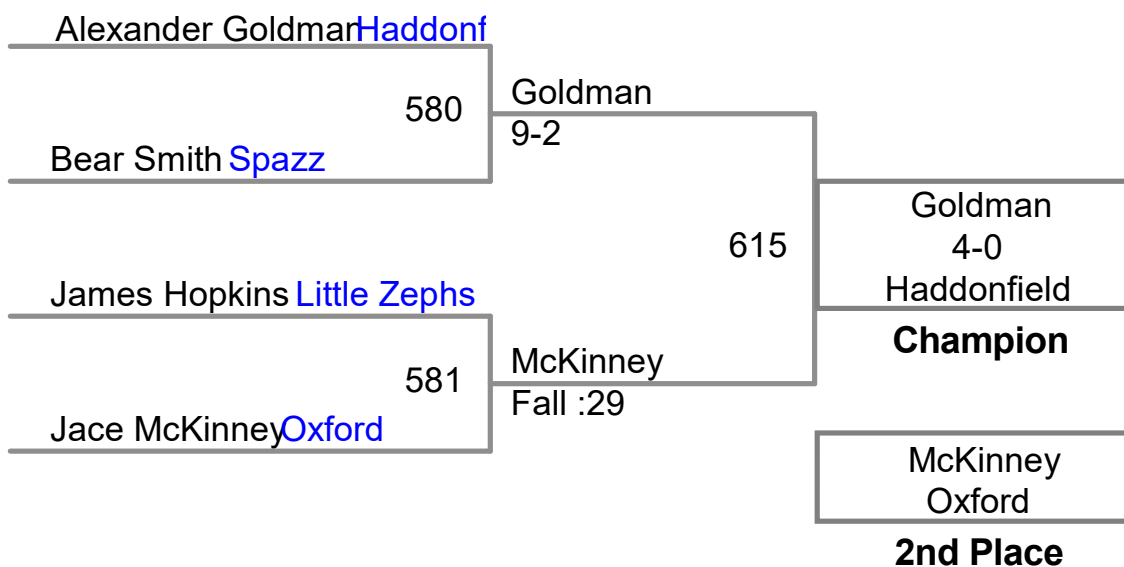 Alexander Goldman Haddonf
580
Bear Smith Spazz
Goldman
9-2
James Hopkins Little Zephs
581
Jace McKinney Oxford
McKinney
Fall :29
615
Goldman
4-0
Haddonfield
Champion
McKinney
Oxford
2nd Place